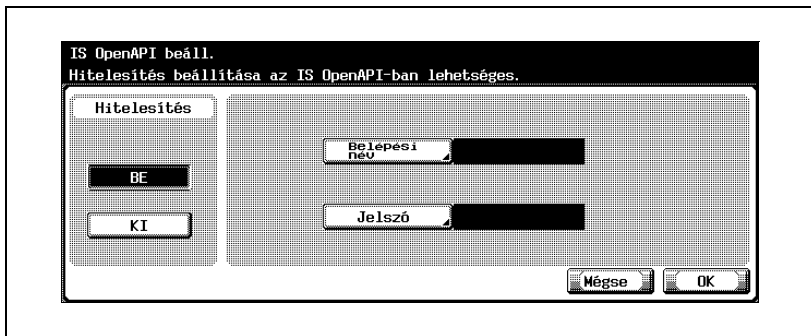 IS OpenAPI beáll.
Hitelesítés beállítása az IS OpenAPI-ban lehetséges.
Hitelesítés
BE
KI
Belépési
név
Jelszó
Mégse
OK